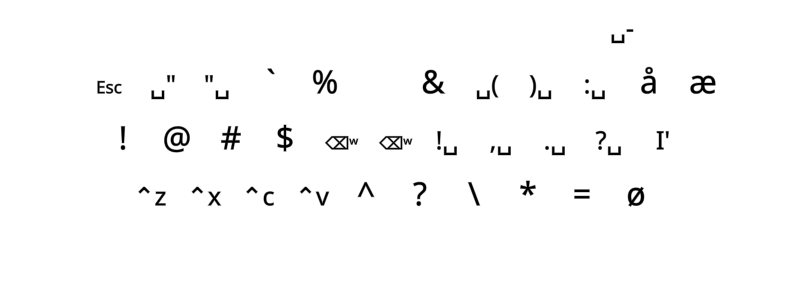 ␣-
Esc ␣" "␣ ` % & ␣( )␣ :␣ å æ
! @ # $ ⌫ʷ ⌫ʷ !␣ ,␣ .␣ ?␣ I'
⌃z ⌃x ⌃c ⌃v ^ ? \ * = ø